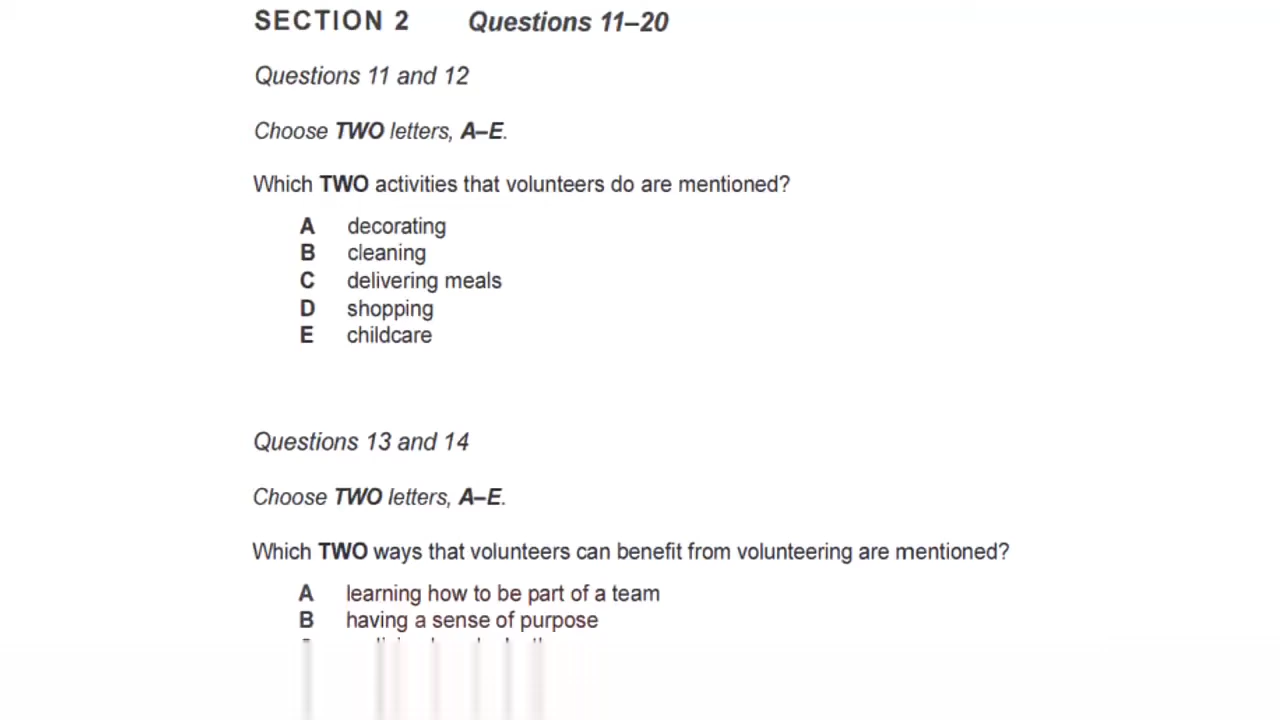 SECTION 2 Questions 11–20
Questions 11 and 12
Choose TWO letters, A–E.
Which TWO activities that volunteers do are mentioned?
A decorating
B cleaning
C delivering meals
D shopping
E childcare
Questions 13 and 14
Choose TWO letters, A–E.
Which TWO ways that volunteers can benefit from volunteering are mentioned?
A learning how to be part of a team
B having a sense of purpose